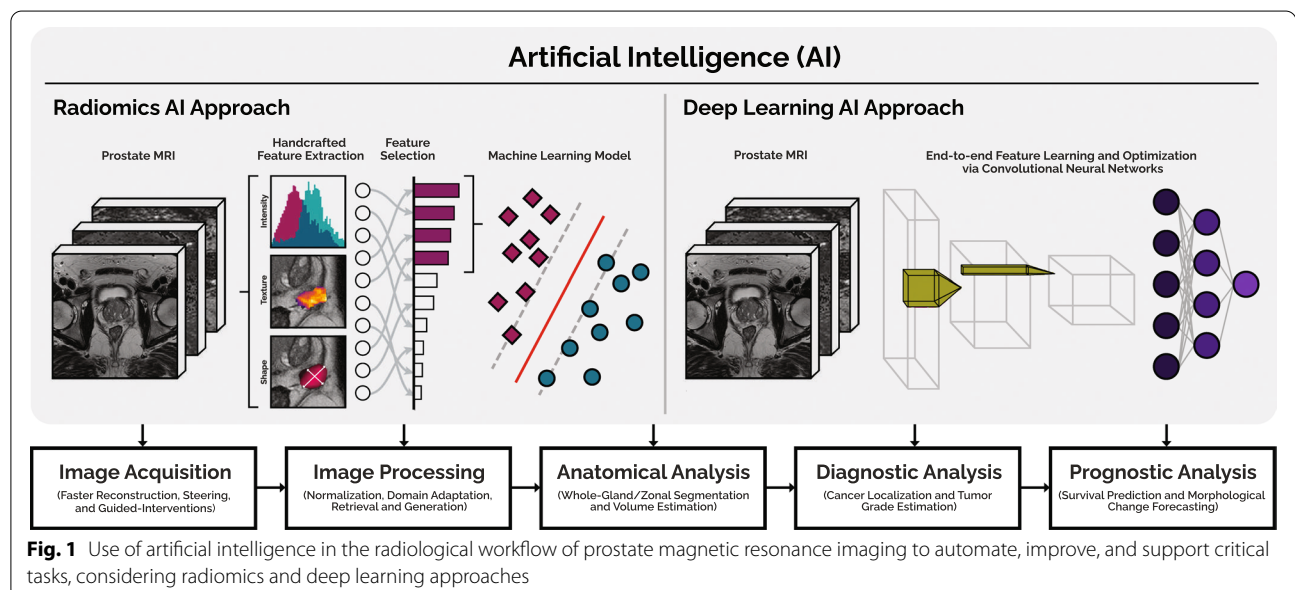 Artificial Intelligence (AI)
Radiomics AI Approach
Prostate MRI
Handcrafted
Feature Extraction
Feature
Selection
Machine Learning Model
Intensity
Texture
Shape
Deep Learning AI Approach
Prostate MRI
End-to-end Feature Learning and Optimization
via Convolutional Neural Networks
Image Acquisition
(Faster Reconstruction, Steering,
and Guided-Interventions)
Image Processing
(Normalization, Domain Adaptation,
Retrieval and Generation)
Anatomical Analysis
(Whole-Gland/Zonal Segmentation
and Volume Estimation)
Diagnostic Analysis
(Cancer Localization and Tumor
Grade Estimation)
Prognostic Analysis
(Survival Prediction and Morphological
Change Forecasting)
Fig. 1 Use of artificial intelligence in the radiological workflow of prostate magnetic resonance imaging to automate, improve, and support critical
tasks, considering radiomics and deep learning approaches